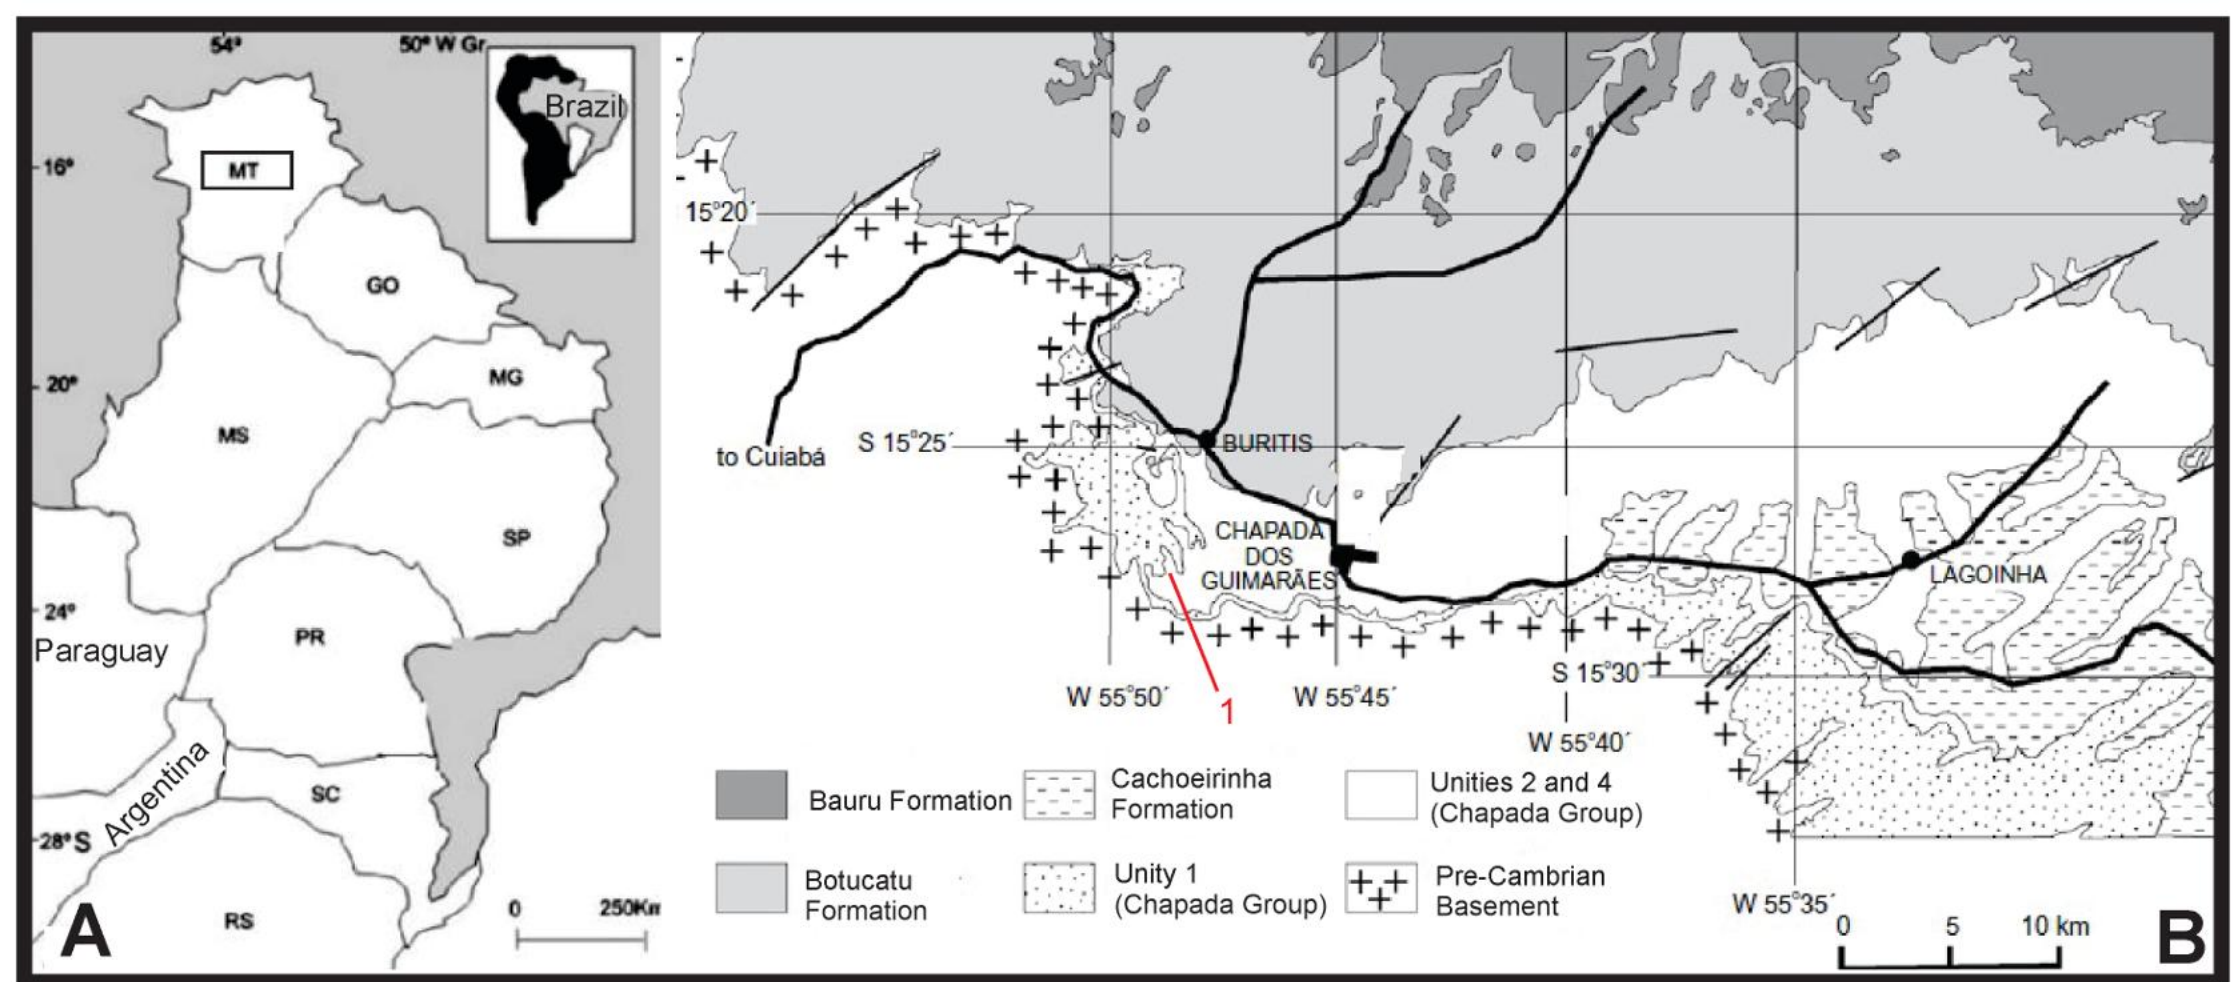 54°
50° W Gr.
Brazil
16°
MT
GO
20°
MG
MS
SP
24°
Paraguay
PR
Argentina
SC
28° S
RS
0 250Km
A
15°20´
to Cuiabá
S 15°25´
BURITIS
CHAPADA
DOS
GUIMARÃES
LAGOINHA
S 15°30´
W 55°50´
W 55°45´
1
W 55°40´
W 55°35´
Bauru Formation
Cachoeirinha
Formation
Unities 2 and 4
(Chapada Group)
Botucatu
Formation
Unity 1
(Chapada Group)
Pre-Cambrian
Basement
0 5 10 km
B